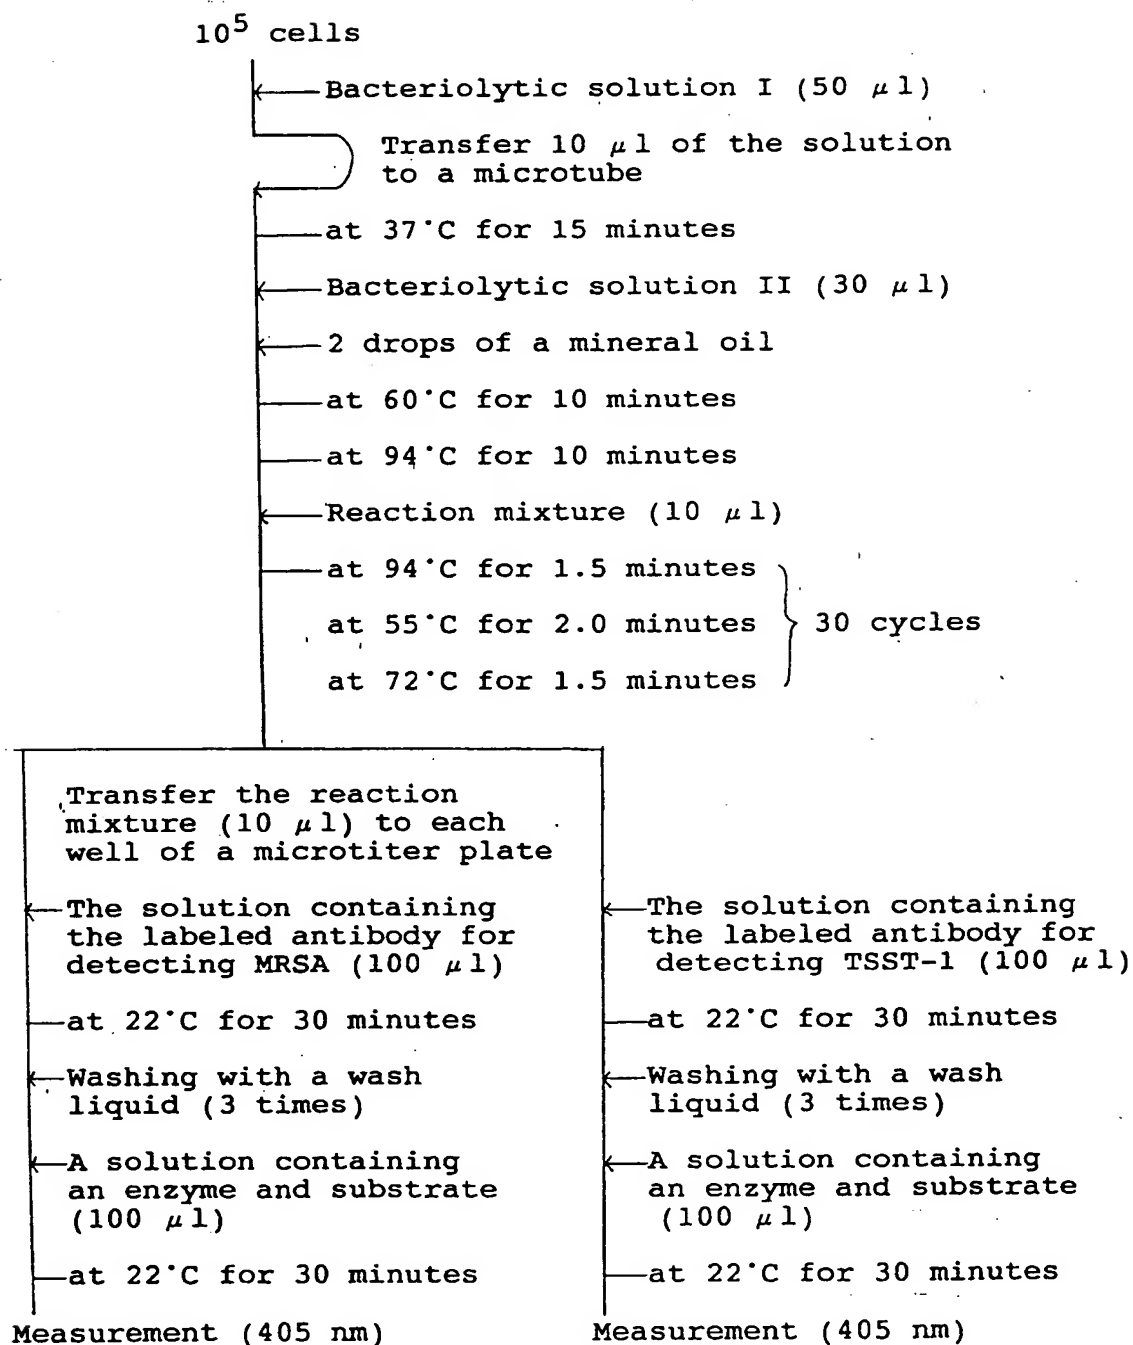 10⁵ cells
Bacteriolytic solution I (50 μl)
Transfer 10 μl of the solution
to a microtube
at 37°C for 15 minutes
Bacteriolytic solution II (30 μl)
2 drops of a mineral oil
at 60°C for 10 minutes
at 94°C for 10 minutes
Reaction mixture (10 μl)
at 94°C for 1.5 minutes
at 55°C for 2.0 minutes
30 cycles
at 72°C for 1.5 minutes
Transfer the reaction
mixture (10 μl) to each
well of a microtiter plate
The solution containing
the labeled antibody for
detecting MRSA (100 μl)
at 22°C for 30 minutes
Washing with a wash
liquid (3 times)
A solution containing
an enzyme and substrate
(100 μl)
at 22°C for 30 minutes
Measurement (405 nm)
The solution containing
the labeled antibody for
detecting TSST-1 (100 μl)
at 22°C for 30 minutes
Washing with a wash
liquid (3 times)
A solution containing
an enzyme and substrate
(100 μl)
at 22°C for 30 minutes
Measurement (405 nm)